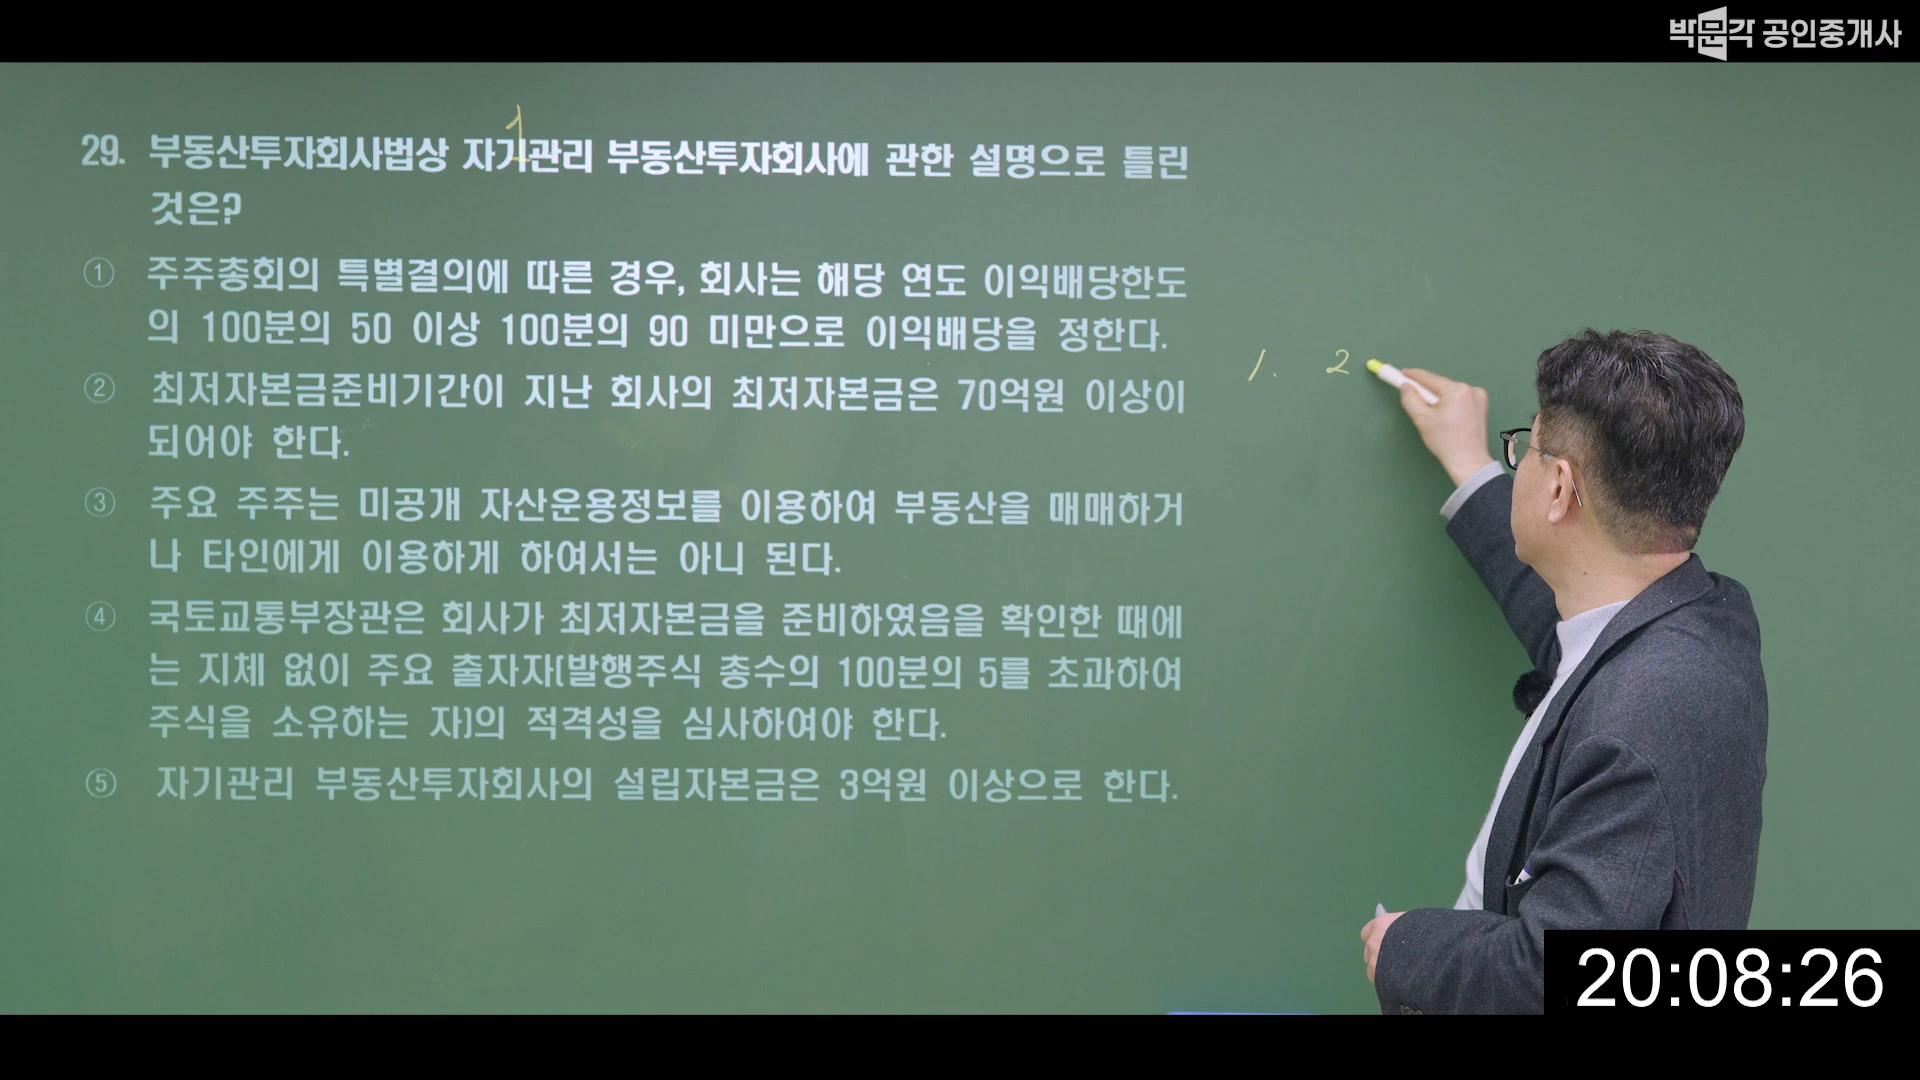 박문각 공인중개사
1
29. 부동산투자회사법상 자기관리 부동산투자회사에 관한 설명으로 틀린
것은?
① 주주총회의 특별결의에 따른 경우, 회사는 해당 연도 이익배당한도
의 100분의 50 이상 100분의 90 미만으로 이익배당을 정한다.
② 최저자본금준비기간이 지난 회사의 최저자본금은 70억원 이상이
되어야 한다.
③ 주요 주주는 미공개 자산운용정보를 이용하여 부동산을 매매하거
나 타인에게 이용하게 하여서는 아니 된다.
④ 국토교통부장관은 회사가 최저자본금을 준비하였음을 확인한 때에
는 지체 없이 주요 출자자(발행주식 총수의 100분의 5를 초과하여
주식을 소유하는 자)의 적격성을 심사하여야 한다.
⑤ 자기관리 부동산투자회사의 설립자본금은 3억원 이상으로 한다.
1. 2
20:08:26